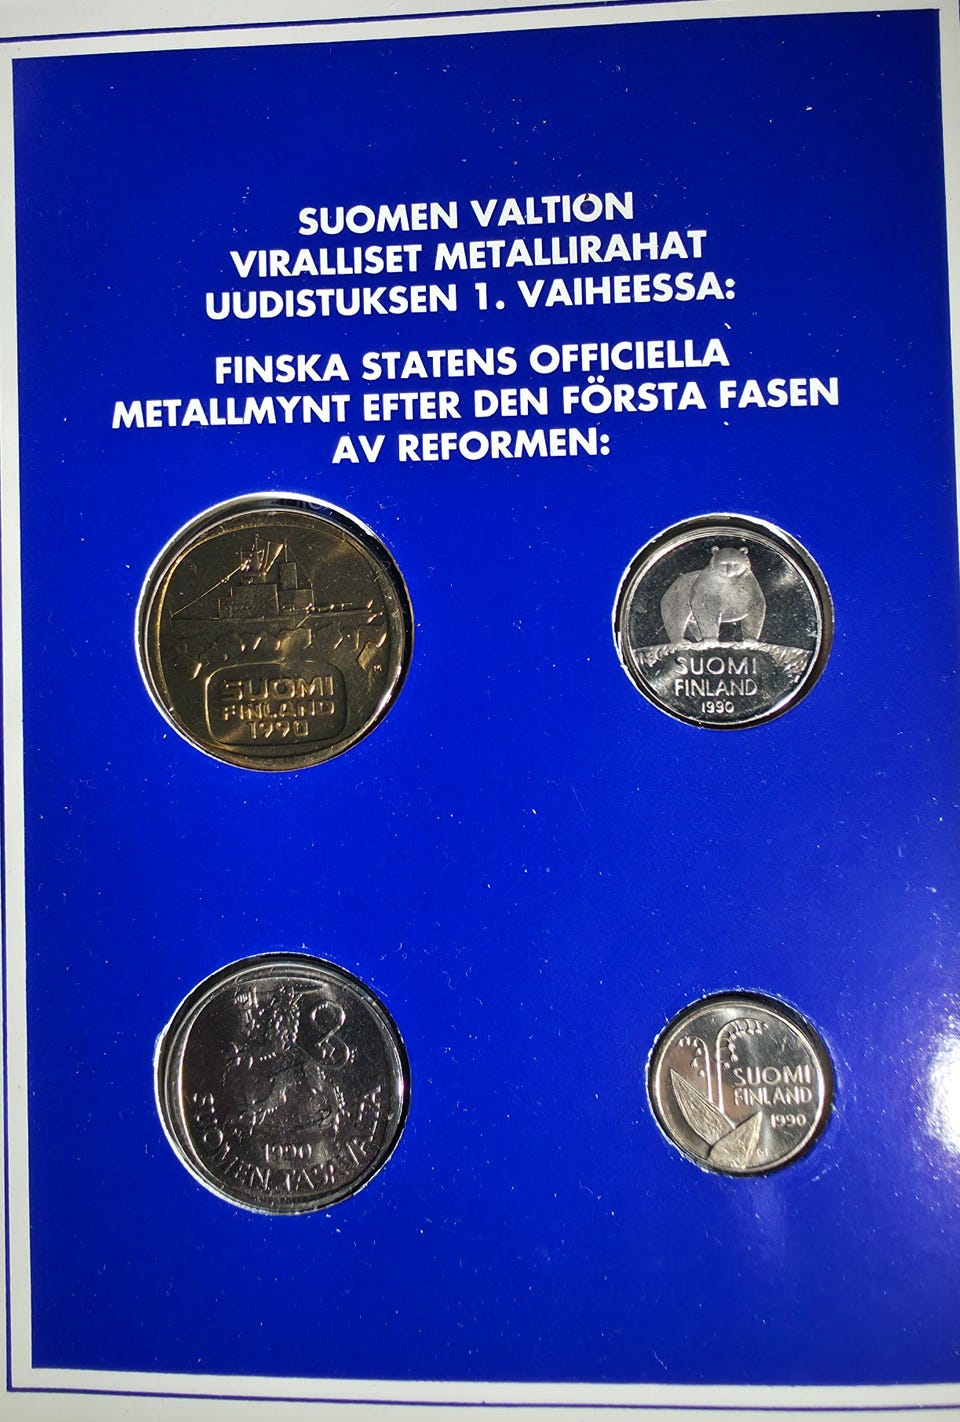 SUOMEN VALTION
VIRALLISET METALLIRAHAT
UUDISTUKSEN 1. VAIHEESSA:
FINSKA STATENS OFFICIELLA
METALLMYNT EFTER DEN FÖRSTA FASEN
AV REFORMEN:
SUOMI
FINLAND
1990
SUOMI
FINLAND
1990
1990
SUOMEN TASAVALTA
SUOMI
FINLAND
1990